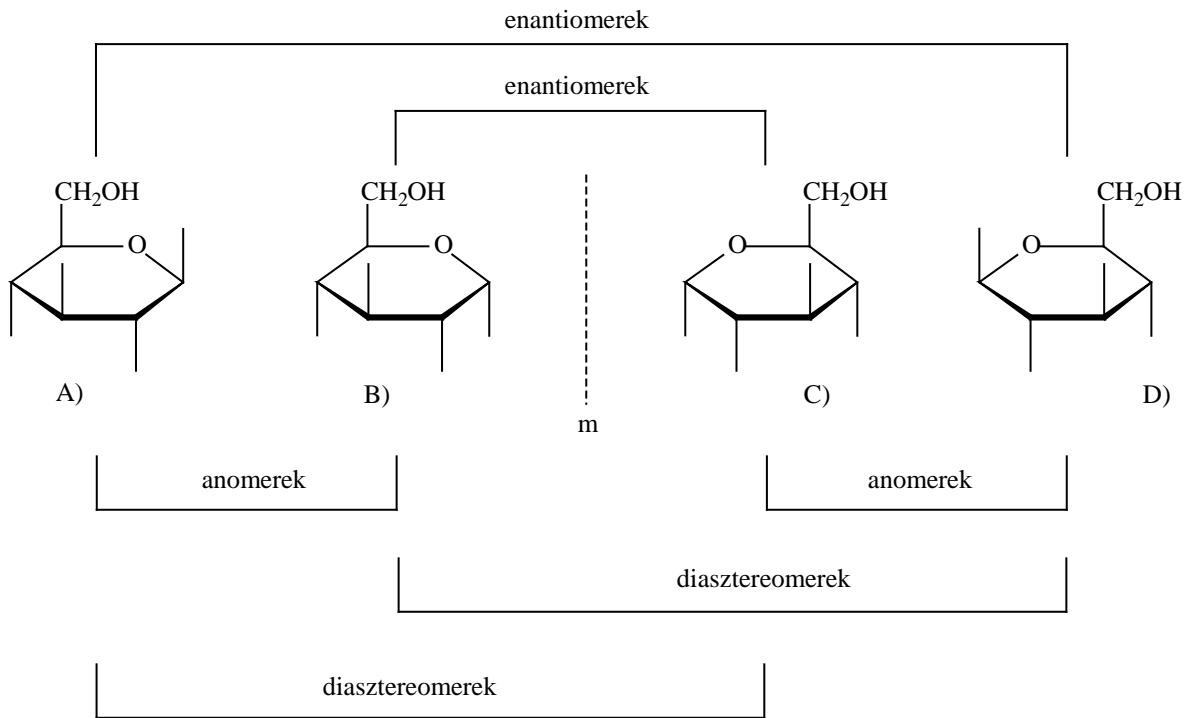 enantiomerek
enantiomerek
CH₂OH CH₂OH CH₂OH CH₂OH
O O O O
A) B) C) D)
m
anomerek anomerek
diasztereomerek
diasztereomerek